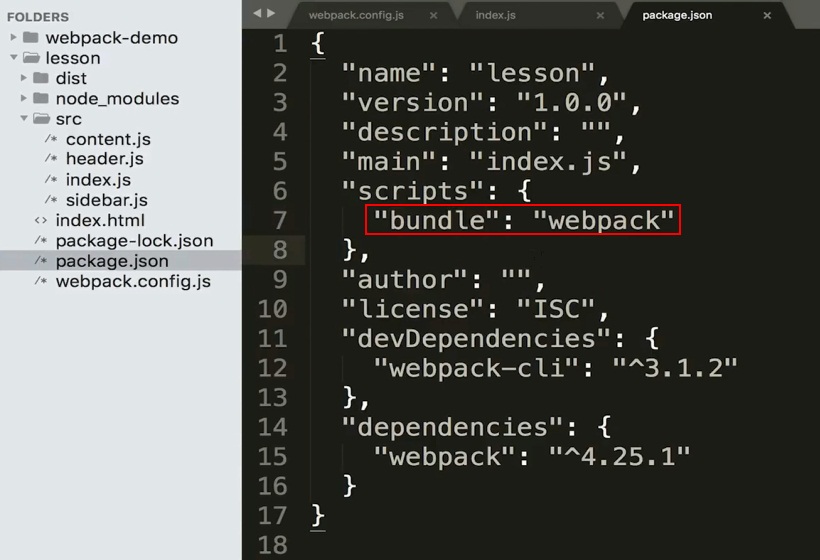 FOLDERS
webpack-demo
lesson
dist
node_modules
src
/* content.js
/* header.js
/* index.js
/* sidebar.js
<> index.html
/* package-lock.json
/* package.json
/* webpack.config.js
webpack.config.js × index.js × package.json ×
1 {
2 "name": "lesson",
3 "version": "1.0.0",
4 "description": "",
5 "main": "index.js",
6 "scripts": {
7 "bundle": "webpack"
8 },
9 "author": "",
10 "license": "ISC",
11 "devDependencies": {
12 "webpack-cli": "^3.1.2"
13 },
14 "dependencies": {
15 "webpack": "^4.25.1"
16 }
17 }
18